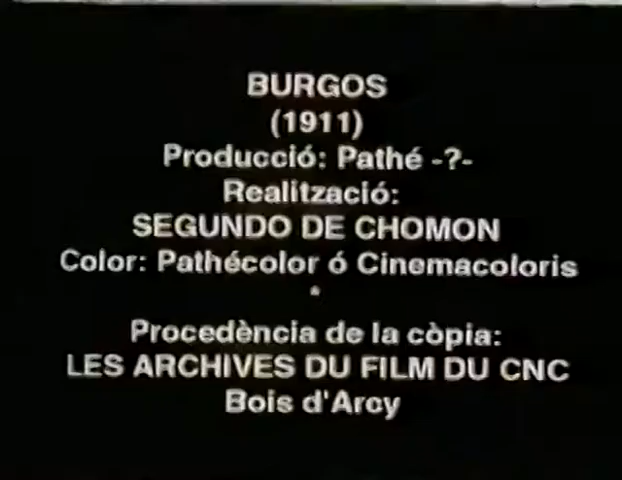 BURGOS
(1911)
Producció: Pathé -?-
Realització:
SEGUNDO DE CHOMON
Color: Pathécolor ó Cinemacoloris
*
Procedència de la còpia:
LES ARCHIVES DU FILM DU CNC
Bois d'Arcy